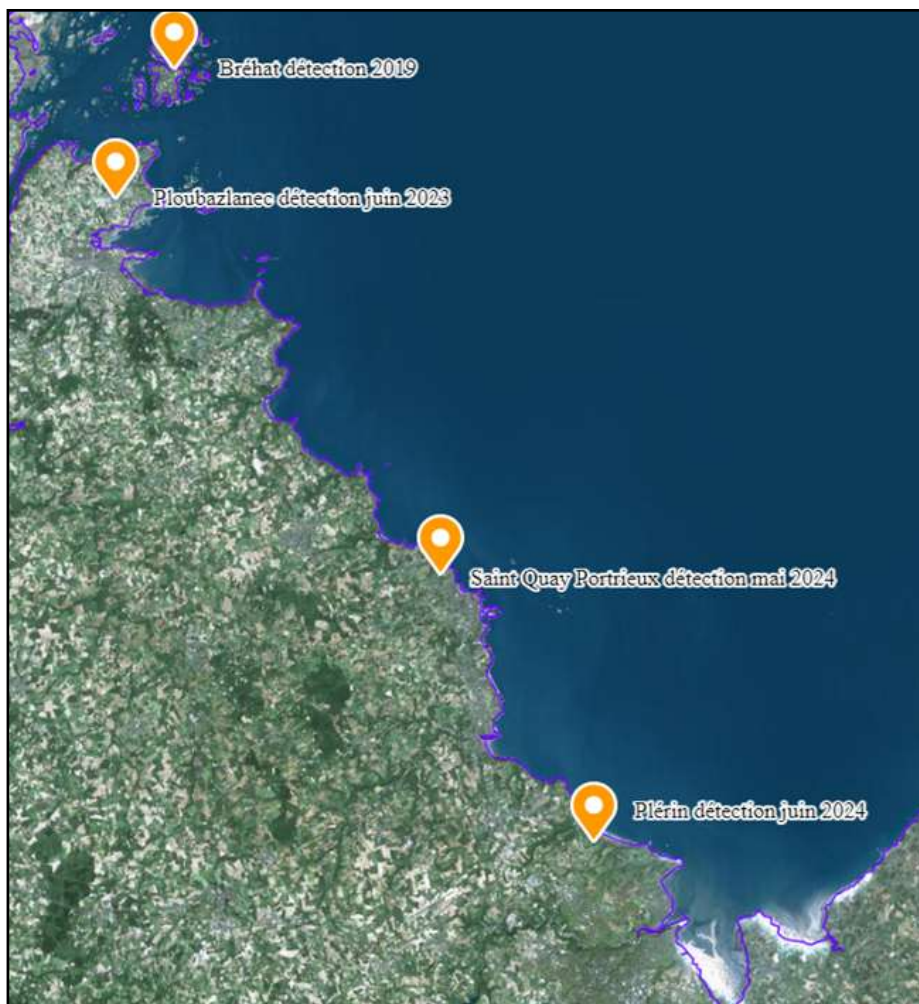 Bréhat détection 2019
Ploubazlanec détection juin 2023
Saint Quay Portrieux détection mai 2024
Plérin détection juin 2024